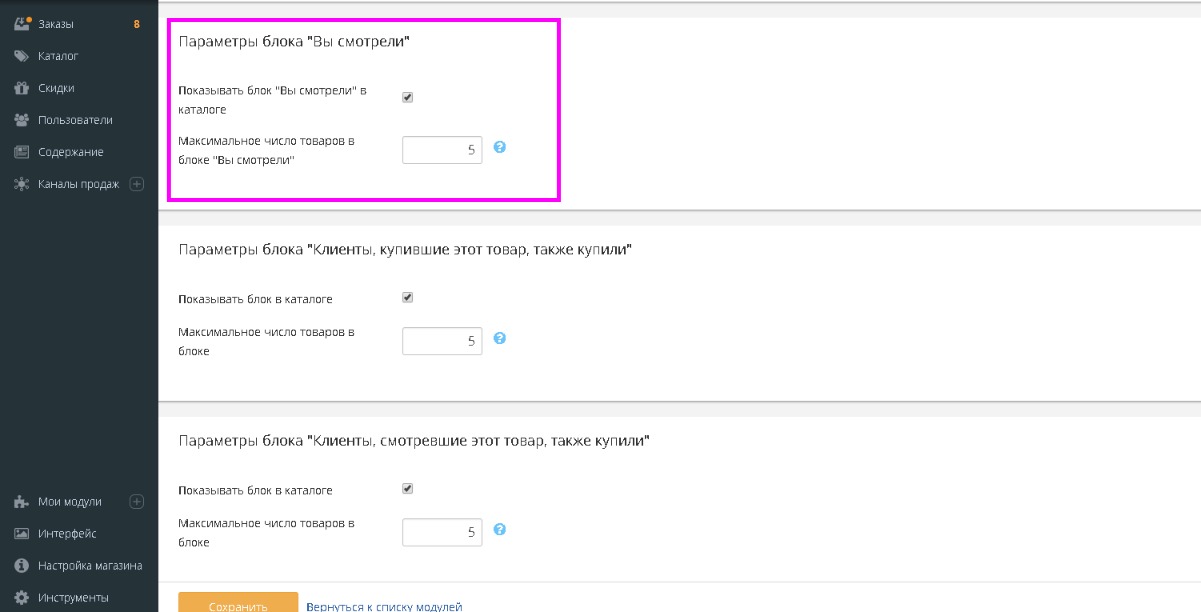 Заказы 8
Каталог
Скидки
Пользователи
Содержание
Каналы продаж
Мои модули
Интерфейс
Настройка магазина
Инструменты
Параметры блока "Вы смотрели"
Показывать блок "Вы смотрели" в
каталоге
Максимальное число товаров в
блоке "Вы смотрели"
5
Параметры блока "Клиенты, купившие этот товар, также купили"
Показывать блок в каталоге
Максимальное число товаров в
блоке
5
Параметры блока "Клиенты, смотревшие этот товар, также купили"
Показывать блок в каталоге
Максимальное число товаров в
блоке
5
Сохранить Вернуться к списку модулей